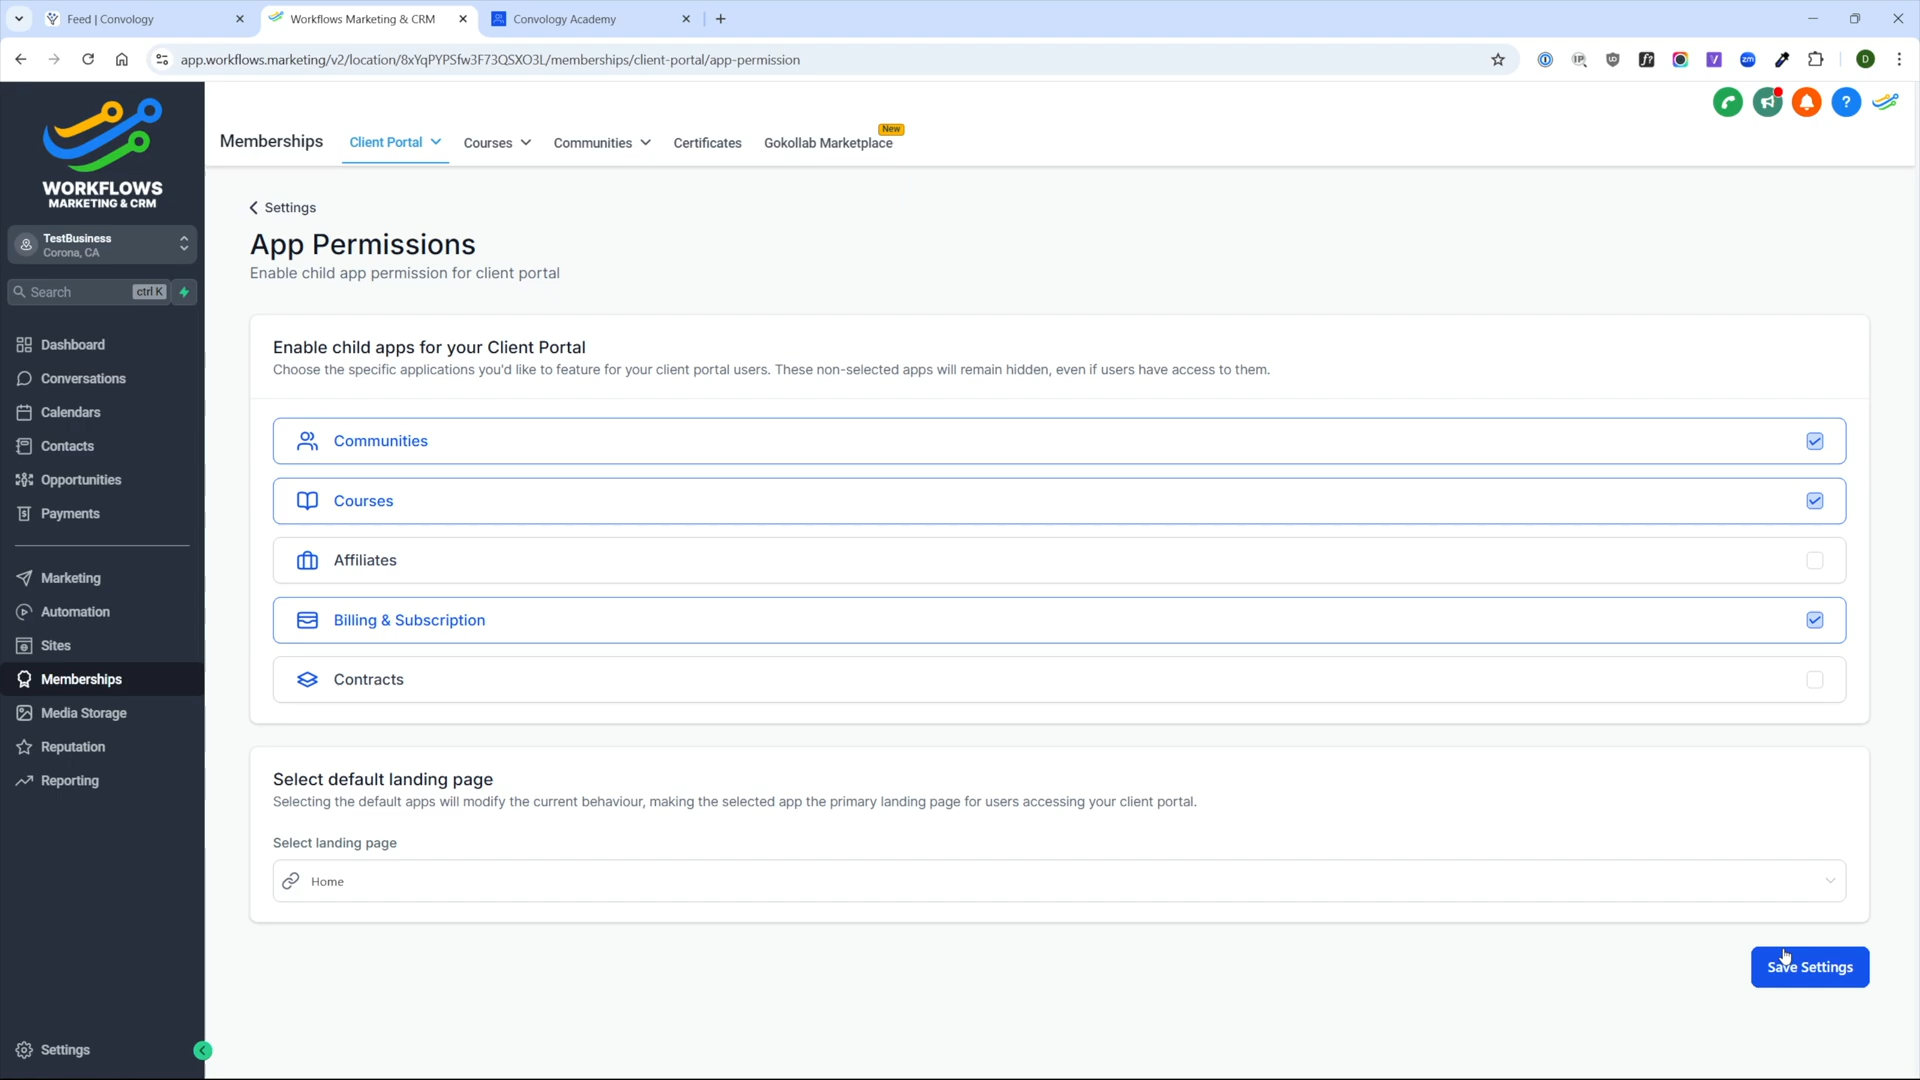 Feed | Convology
Workflows Marketing & CRM
Convology Academy
app.workflows.marketing/v2/location/8xYqPYPSfw3F73QSXO3L/memberships/client-portal/app-permission
D
WORKFLOWS
MARKETING & CRM
TestBusiness
Corona, CA
Search
ctrl K
Dashboard
Conversations
Calendars
Contacts
Opportunities
Payments
Marketing
Automation
Sites
Memberships
Media Storage
Reputation
Reporting
Settings
Memberships
Client Portal
Courses
Communities
Certificates
Gokollab Marketplace
New
Settings
App Permissions
Enable child app permission for client portal
Enable child apps for your Client Portal
Choose the specific applications you'd like to feature for your client portal users. These non-selected apps will remain hidden, even if users have access to them.
Communities
Courses
Affiliates
Billing & Subscription
Contracts
Select default landing page
Selecting the default apps will modify the current behaviour, making the selected app the primary landing page for users accessing your client portal.
Select landing page
Home
Save Settings